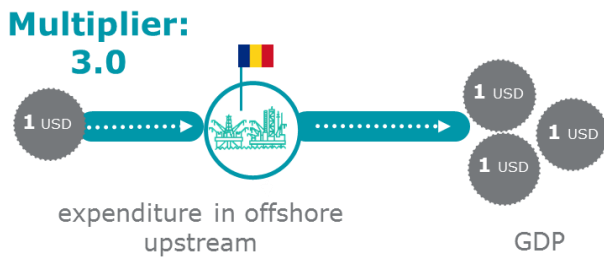 Multiplier:
3.0
1 USD
1 USD
1 USD
1 USD
expenditure in offshore
upstream
GDP